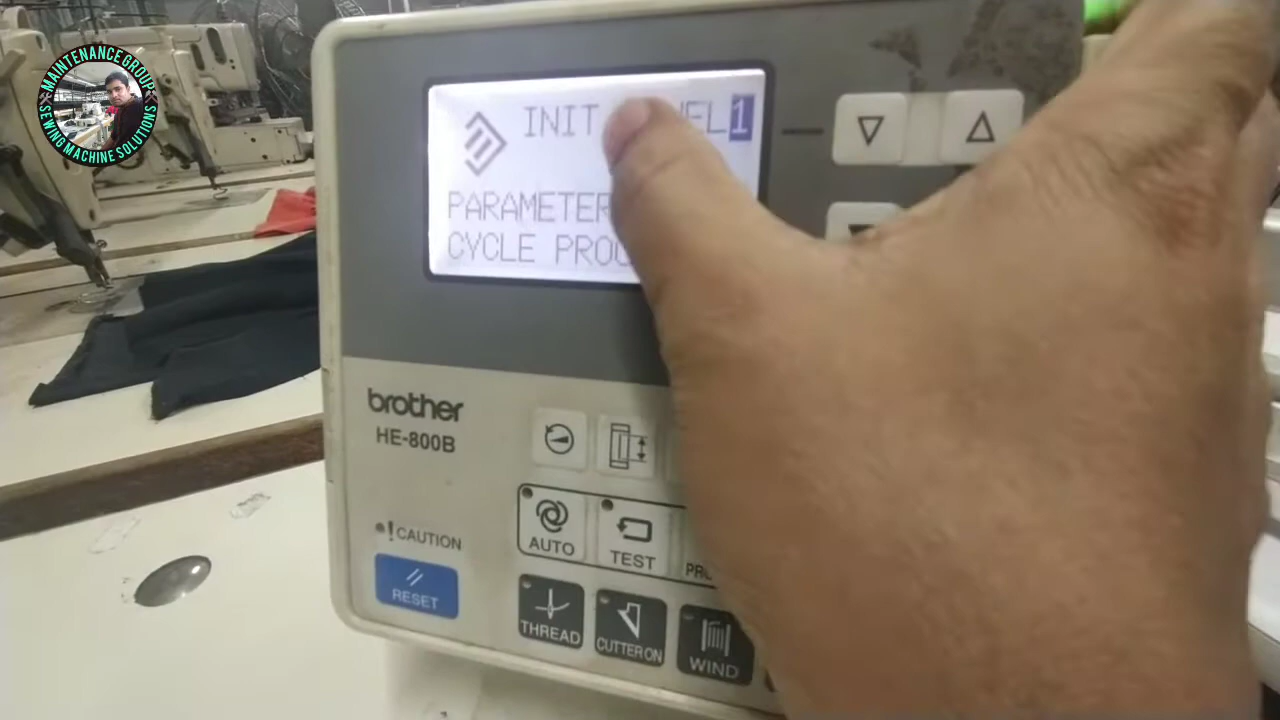 MAINTENANCE GROUP
SEWING MACHINE SOLUTIONS
INIT 1
PARAMETER
CYCLE
brother
HE-800B
!CAUTION
RESET
AUTO
TEST
THREAD
CUTTER ON
WIND